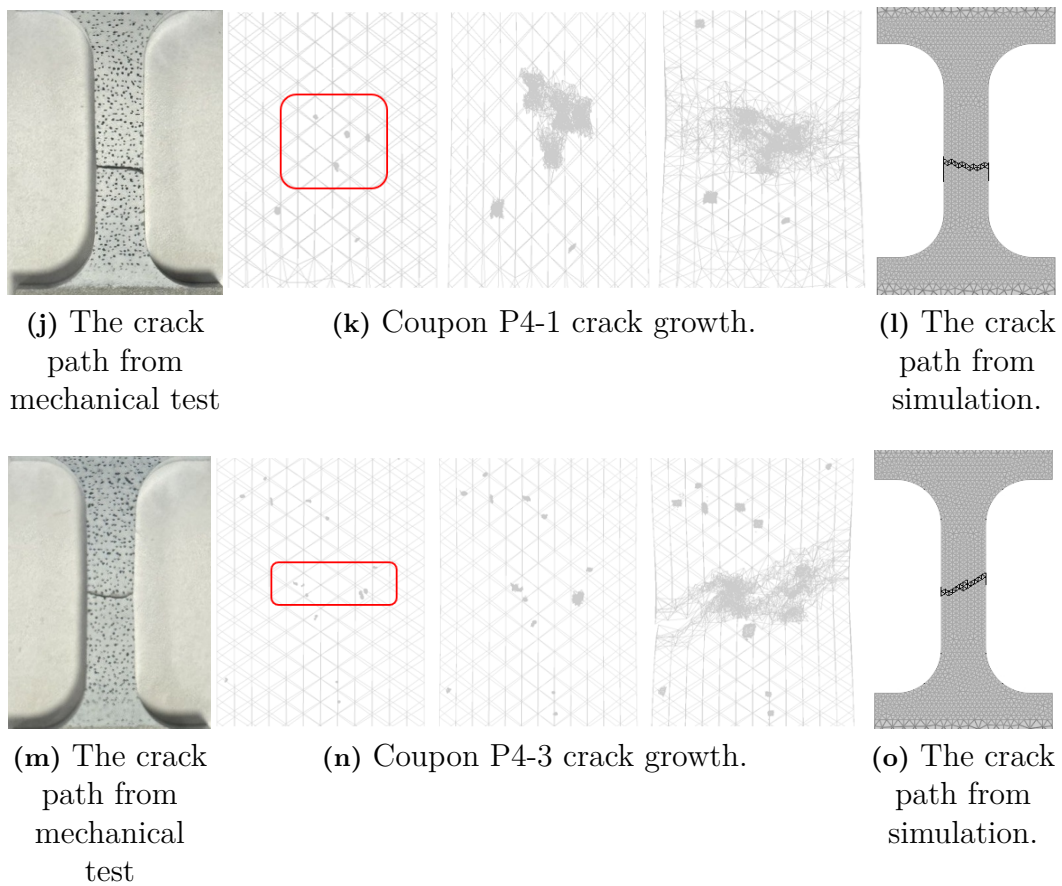 (j) The crack
path from
mechanical test
(k) Coupon P4-1 crack growth.
(l) The crack
path from
simulation.
(m) The crack
path from
mechanical
test
(n) Coupon P4-3 crack growth.
(o) The crack
path from
simulation.